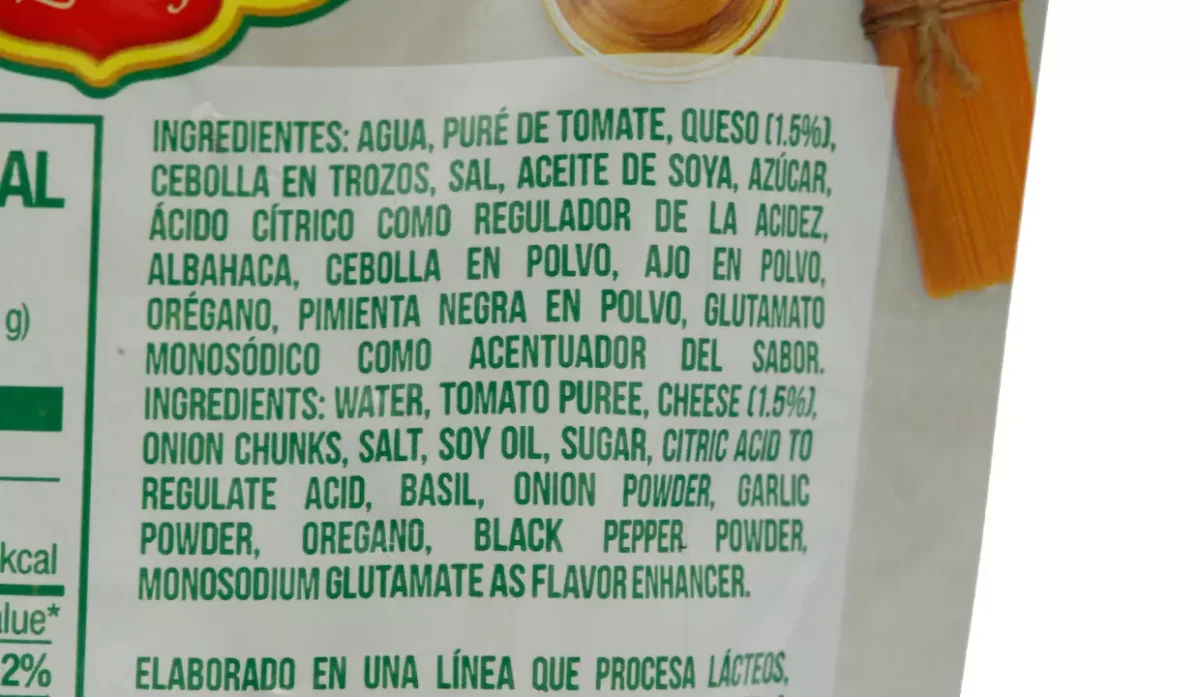 AL
g)
kcal
alue*
2%
INGREDIENTES: AGUA, PURÉ DE TOMATE, QUESO (1.5%),
CEBOLLA EN TROZOS, SAL, ACEITE DE SOYA, AZÚCAR,
ÁCIDO CÍTRICO COMO REGULADOR DE LA ACIDEZ,
ALBAHACA, CEBOLLA EN POLVO, AJO EN POLVO,
ORÉGANO, PIMIENTA NEGRA EN POLVO, GLUTAMATO
MONOSÓDICO COMO ACENTUADOR DEL SABOR.
INGREDIENTS: WATER, TOMATO PUREE, CHEESE (1.5%),
ONION CHUNKS, SALT, SOY OIL, SUGAR, CITRIC ACID TO
REGULATE ACID, BASIL, ONION POWDER, GARLIC
POWDER, OREGANO, BLACK PEPPER POWDER,
MONOSODIUM GLUTAMATE AS FLAVOR ENHANCER.
ELABORADO EN UNA LÍNEA QUE PROCESA LÁCTEOS,